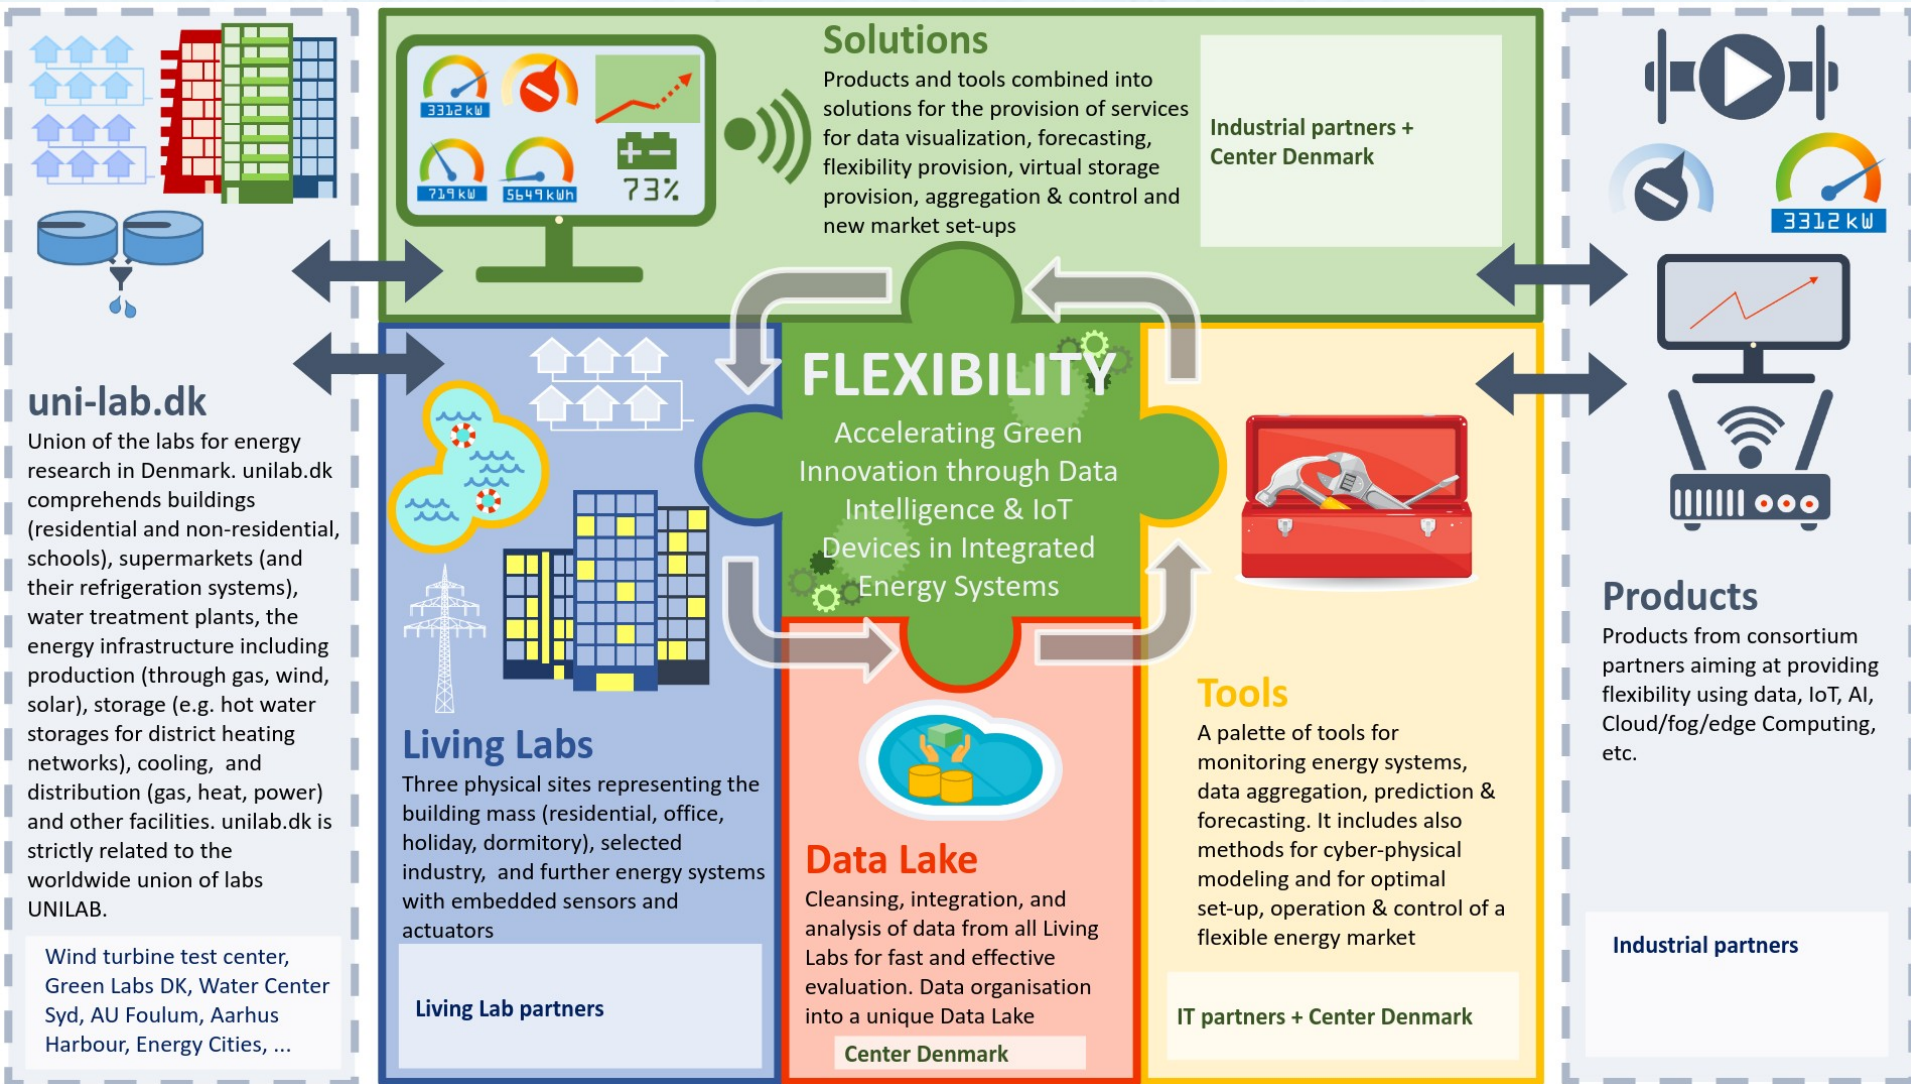 uni-lab.dk
Union of the labs for energy
research in Denmark. unilab.dk
comprehends buildings
(residential and non-residential,
schools), supermarkets (and
their refrigeration systems),
water treatment plants, the
energy infrastructure including
production (through gas, wind,
solar), storage (e.g. hot water
storages for district heating
networks), cooling, and
distribution (gas, heat, power)
and other facilities. unilab.dk is
strictly related to the
worldwide union of labs
UNILAB.
Wind turbine test center,
Green Labs DK, Water Center
Syd, AU Foulum, Aarhus
Harbour, Energy Cities, ...
3312 kW
719 kW
5649 kWh
73%
Solutions
Products and tools combined into
solutions for the provision of services
for data visualization, forecasting,
flexibility provision, virtual storage
provision, aggregation & control and
new market set-ups
Industrial partners +
Center Denmark
FLEXIBILITY
Accelerating Green
Innovation through Data
Intelligence & IoT
Devices in Integrated
Energy Systems
Living Labs
Three physical sites representing the
building mass (residential, office,
holiday, dormitory), selected
industry, and further energy systems
with embedded sensors and
actuators
Living Lab partners
Data Lake
Cleansing, integration, and
analysis of data from all Living
Labs for fast and effective
evaluation. Data organisation
into a unique Data Lake
Center Denmark
Tools
A palette of tools for
monitoring energy systems,
data aggregation, prediction &
forecasting. It includes also
methods for cyber-physical
modeling and for optimal
set-up, operation & control of a
flexible energy market
IT partners + Center Denmark
3312 kW
Products
Products from consortium
partners aiming at providing
flexibility using data, IoT, AI,
Cloud/fog/edge Computing,
etc.
Industrial partners